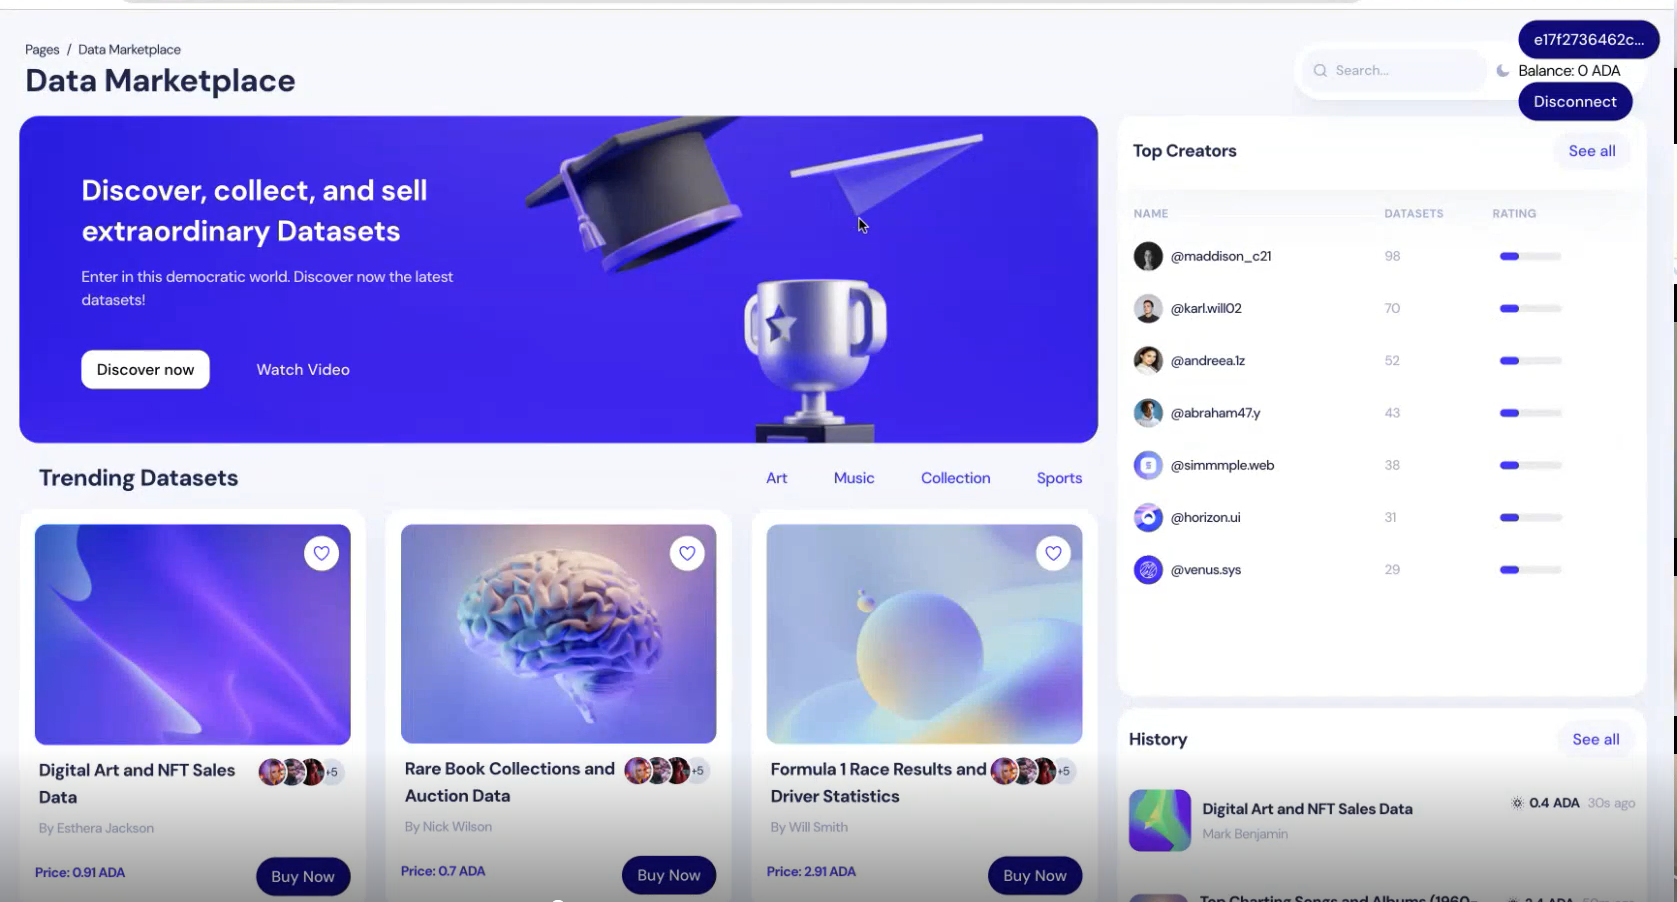 Pages / Data Marketplace
Data Marketplace
Search...
e17f2736462c...
Balance: 0 ADA
Disconnect
Discover, collect, and sell
extraordinary Datasets
Enter in this democratic world. Discover now the latest
datasets!
Discover now
Watch Video
Trending Datasets
Art
Music
Collection
Sports
Digital Art and NFT Sales
Data
+5
By Esthera Jackson
Price: 0.91 ADA
Buy Now
Rare Book Collections and
Auction Data
+5
By Nick Wilson
Price: 0.7 ADA
Buy Now
Formula 1 Race Results and
Driver Statistics
+5
By Will Smith
Price: 2.91 ADA
Buy Now
Top Creators
See all
NAME DATASETS RATING
@maddison_c21 98
@karl.will02 70
@andreea.1z 52
@abraham47.y 43
@simmmple.web 38
@horizon.ui 31
@venus.sys 29
History
See all
Digital Art and NFT Sales Data
Mark Benjamin
0.4 ADA 30s ago
Top Charting Songs and Albums (1960-
2.4 ADA